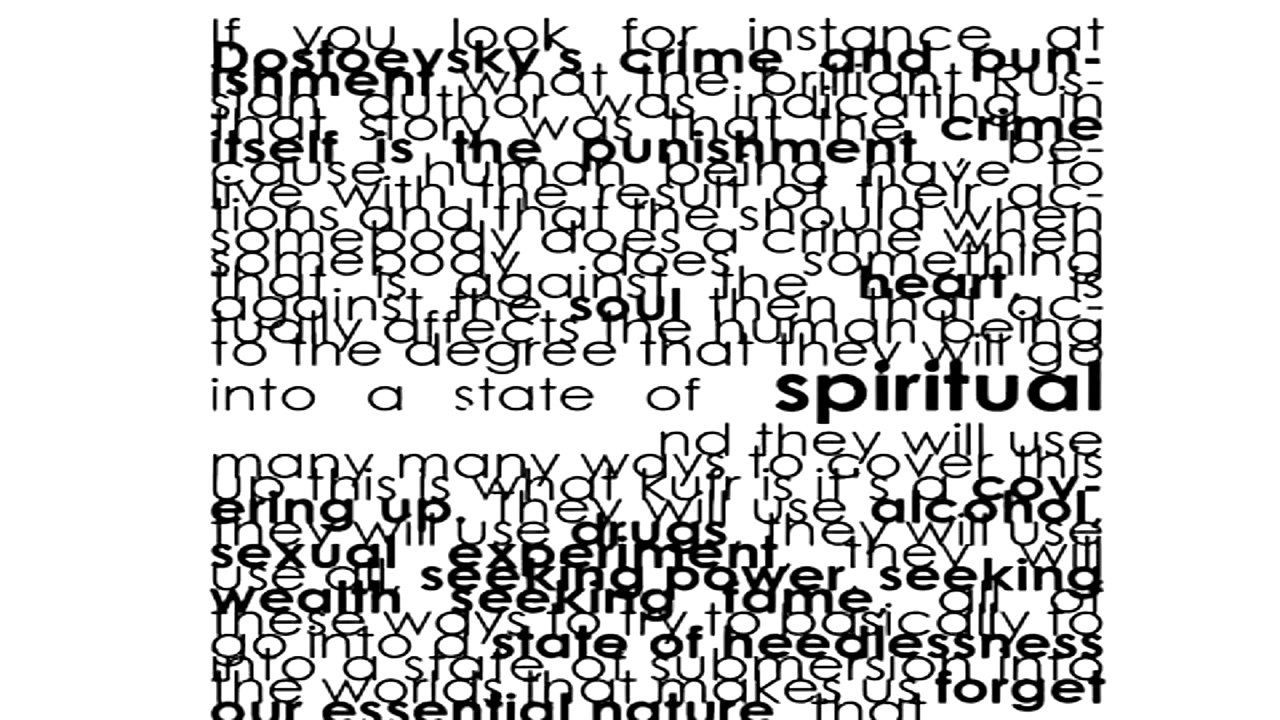 If you look for instance at
Dostoevsky's crime and pun-
ishment what the brilliant Rus-
sian author was indicating in
that story was that the crime
itself is the punishment , be-
cause human being have to
live with the result of their ac-
tions and that the should when
somebody does a crime when
somebody does something
that is against the heart, is
against the soul then that ac-
tually affects the human being
to the degree that they will go
into a state of spiritual
nd they will use
many many ways to cover this
up this is what kufr is it's a cov-
ering up. They will use alcohol,
they will use drugs, they will use
sexual experiment, they will
use all, seeking power, seeking
wealth seeking fame, all of
these ways to try to basically to
go into a state of heedlessness
into a state of submersion into
the worlds that makes us forget
our essential nature that